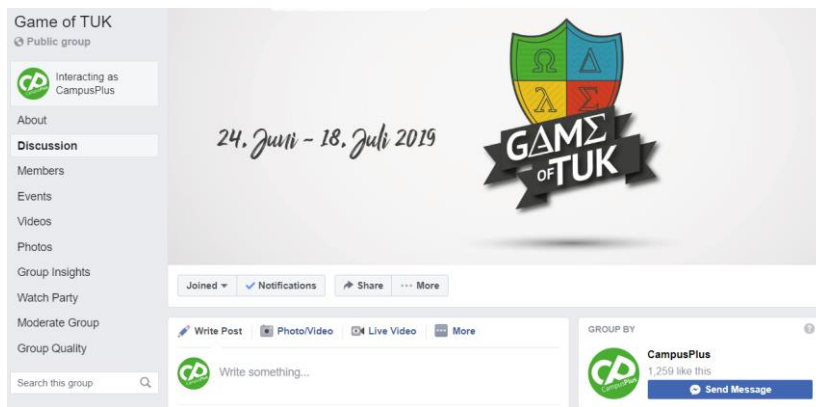 Game of TUK
Public group
Interacting as
CampusPlus
About
Discussion
Members
Events
Videos
Photos
Group Insights
Watch Party
Moderate Group
Group Quality
Search this group
24. Juni - 18. Juli 2019
Ω Δ
λ Σ
GAMΣ
OF TUK
Joined
Notifications
Share
More
Write Post
Photo/Video
Live Video
More
Write something...
GROUP BY
CampusPlus
1,259 like this
Send Message